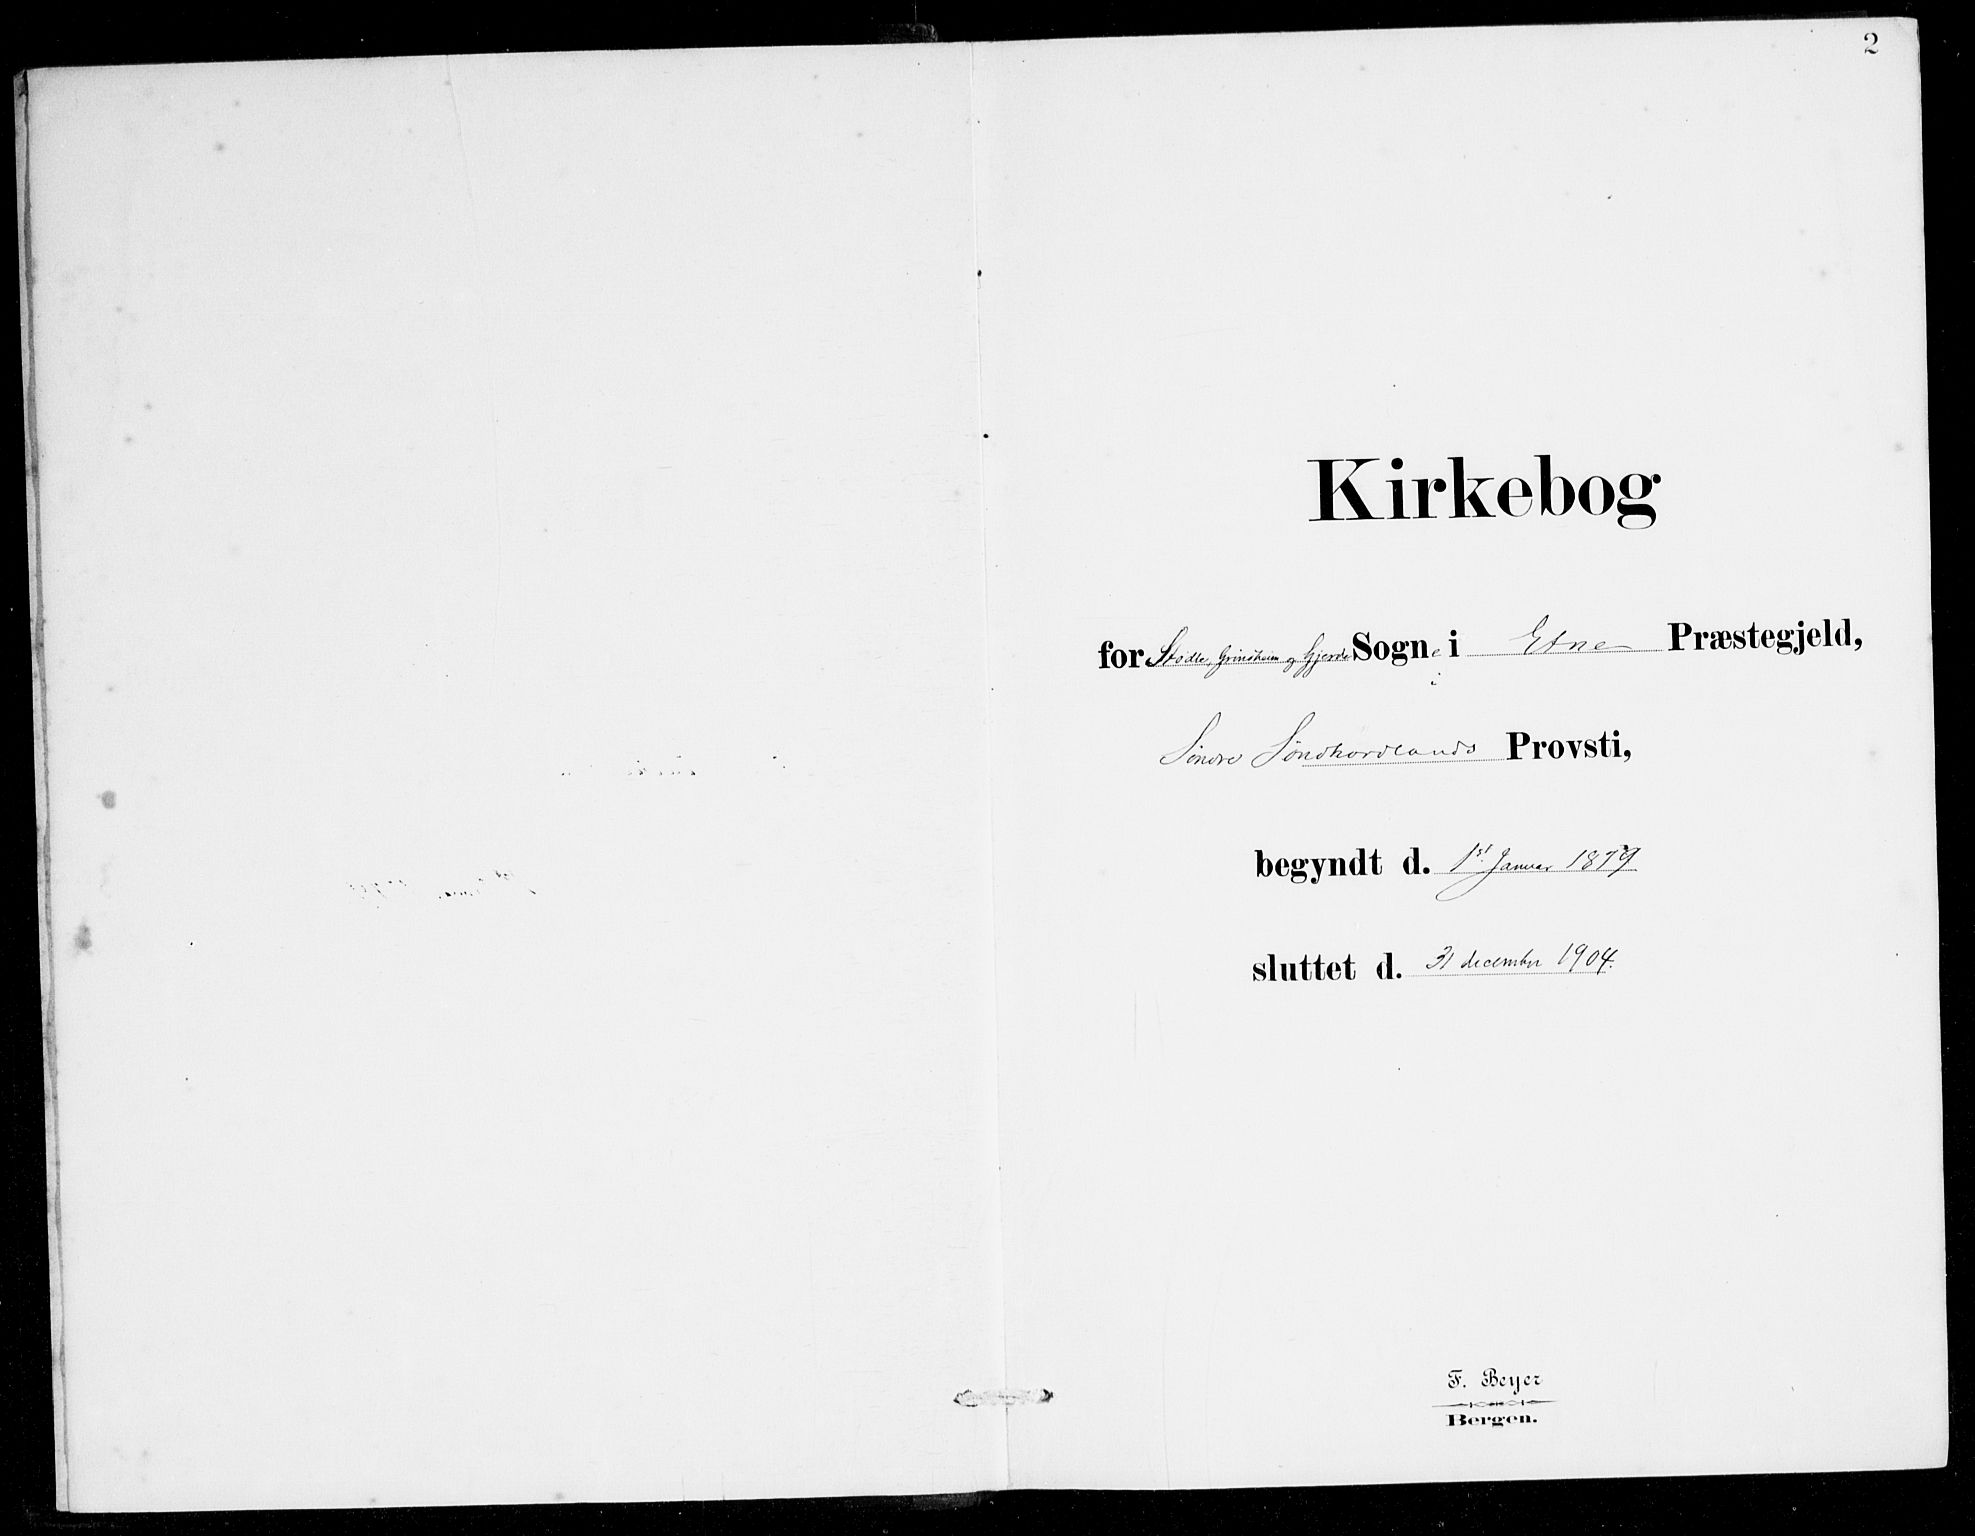 2
Kirkebog
for Stødle, Grindheim og Gjerde Sogne i Etne Præstegjeld,
Søndre Søndhordlands Provsti,
begyndt d. 1st Januar 1879
sluttet d. 31 december 1904.
F. Beyer
Bergen.